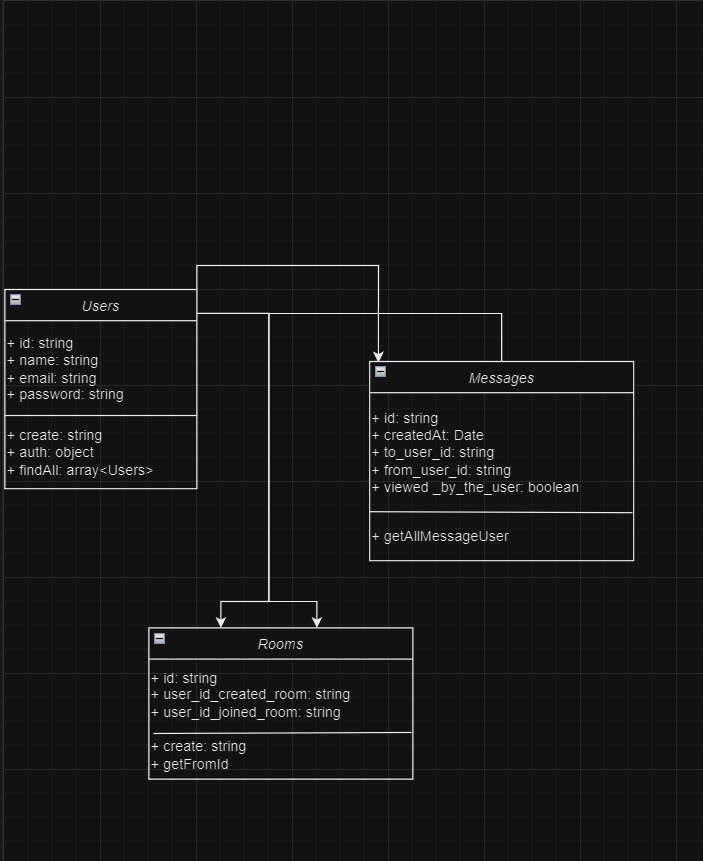 Users
+ id: string
+ name: string
+ email: string
+ password: string
+ create: string
+ auth: object
+ findAll: array<Users>
Messages
+ id: string
+ createdAt: Date
+ to_user_id: string
+ from_user_id: string
+ viewed _by_the_user: boolean
+ getAllMessageUser
Rooms
+ id: string
+ user_id_created_room: string
+ user_id_joined_room: string
+ create: string
+ getFromId